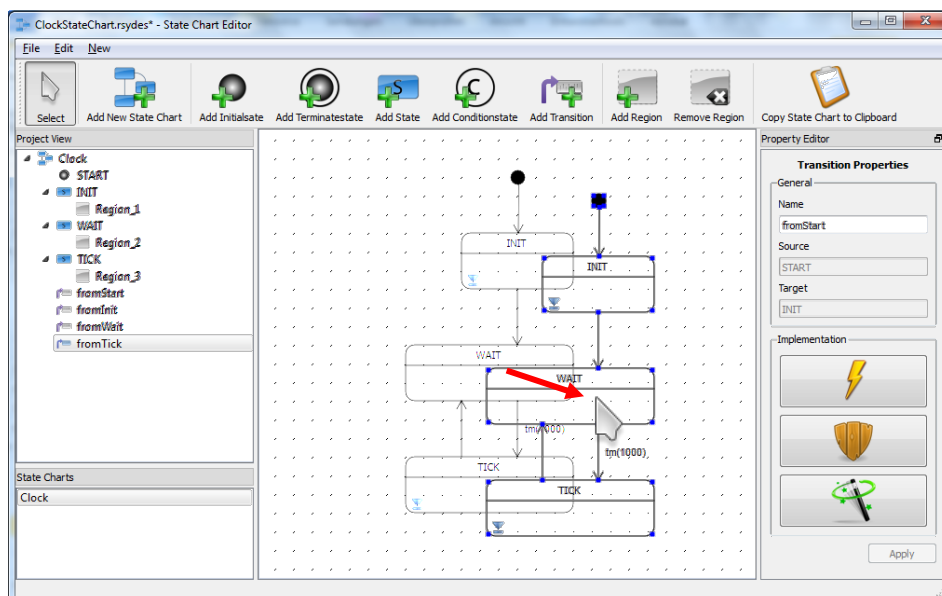 ClockStateChart.rsydes* - State Chart Editor
File Edit New
Select Add New State Chart Add Initialsate Add Terminatestate Add State Add Conditionstate Add Transition Add Region Remove Region Copy State Chart to Clipboard
Project View
Clock
START
INIT
Region_1
WAIT
Region_2
TICK
Region_3
fromStart
fromInit
fromWait
fromTick
State Charts
Clock
INIT
INIT
WAIT
WAIT
tm(1000)
tm(1000)
TICK
TICK
Property Editor
Transition Properties
General
Name
fromStart
Source
START
Target
INIT
Implementation
Apply